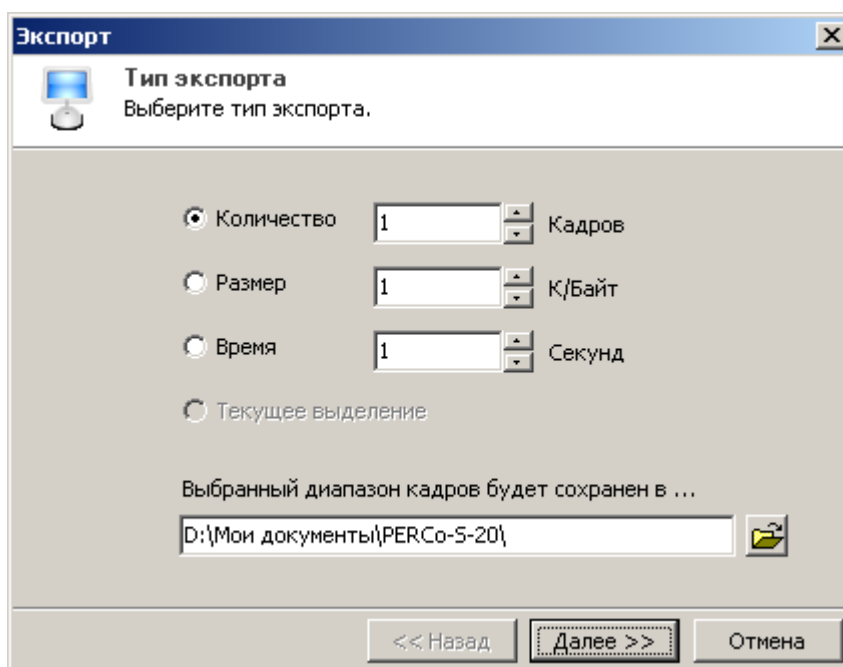 Экспорт
Тип экспорта
Выберите тип экспорта.
Количество 1 Кадров
Размер 1 К/Байт
Время 1 Секунд
Текущее выделение
Выбранный диапазон кадров будет сохранен в ...
D:\Мои документы\PERCo-S-20\
<< Назад Далее >> Отмена